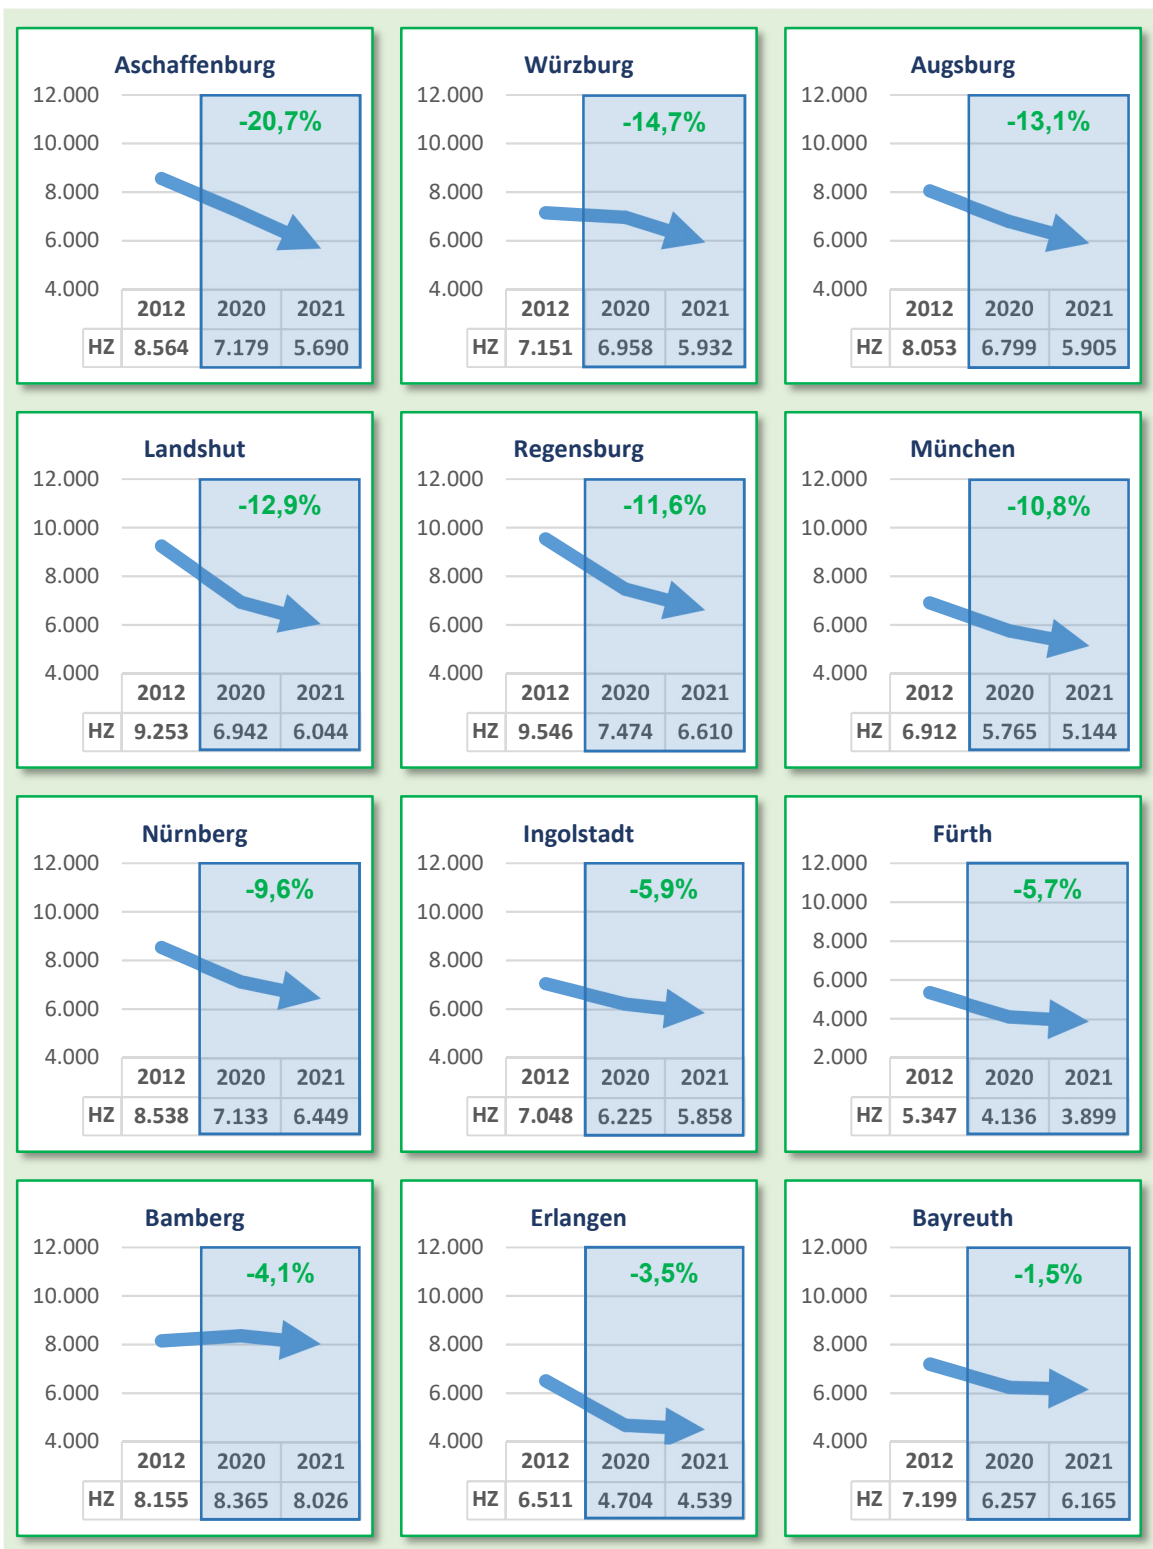 Aschaffenburg
12.000
-20,7%
10.000
8.000
6.000
4.000
2012 2020 2021
HZ 8.564 7.179 5.690
Würzburg
12.000
-14,7%
10.000
8.000
6.000
4.000
2012 2020 2021
HZ 7.151 6.958 5.932
Augsburg
12.000
-13,1%
10.000
8.000
6.000
4.000
2012 2020 2021
HZ 8.053 6.799 5.905
Landshut
12.000
-12,9%
10.000
8.000
6.000
4.000
2012 2020 2021
HZ 9.253 6.942 6.044
Regensburg
12.000
-11,6%
10.000
8.000
6.000
4.000
2012 2020 2021
HZ 9.546 7.474 6.610
München
12.000
-10,8%
10.000
8.000
6.000
4.000
2012 2020 2021
HZ 6.912 5.765 5.144
Nürnberg
12.000
-9,6%
10.000
8.000
6.000
4.000
2012 2020 2021
HZ 8.538 7.133 6.449
Ingolstadt
12.000
-5,9%
10.000
8.000
6.000
4.000
2012 2020 2021
HZ 7.048 6.225 5.858
Fürth
12.000
-5,7%
10.000
8.000
6.000
4.000
2.000
2012 2020 2021
HZ 5.347 4.136 3.899
Bamberg
12.000
-4,1%
10.000
8.000
6.000
4.000
2012 2020 2021
HZ 8.155 8.365 8.026
Erlangen
12.000
-3,5%
10.000
8.000
6.000
4.000
2012 2020 2021
HZ 6.511 4.704 4.539
Bayreuth
12.000
-1,5%
10.000
8.000
6.000
4.000
2012 2020 2021
HZ 7.199 6.257 6.165